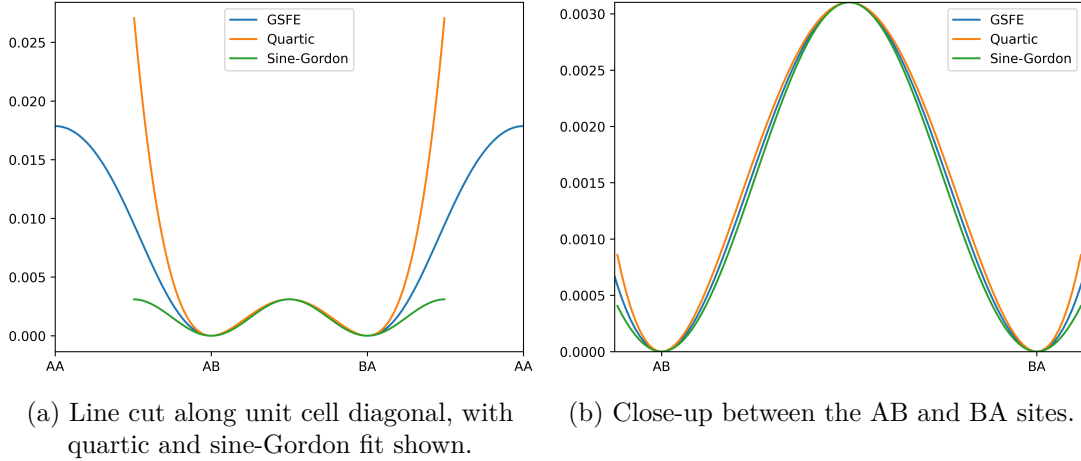 GSFE
Quartic
Sine-Gordon
0.025
0.020
0.015
0.010
0.005
0.000
AA
AB
BA
AA
(a) Line cut along unit cell diagonal, with
quartic and sine-Gordon fit shown.
GSFE
Quartic
Sine-Gordon
0.0030
0.0025
0.0020
0.0015
0.0010
0.0005
0.0000
AB
BA
(b) Close-up between the AB and BA sites.